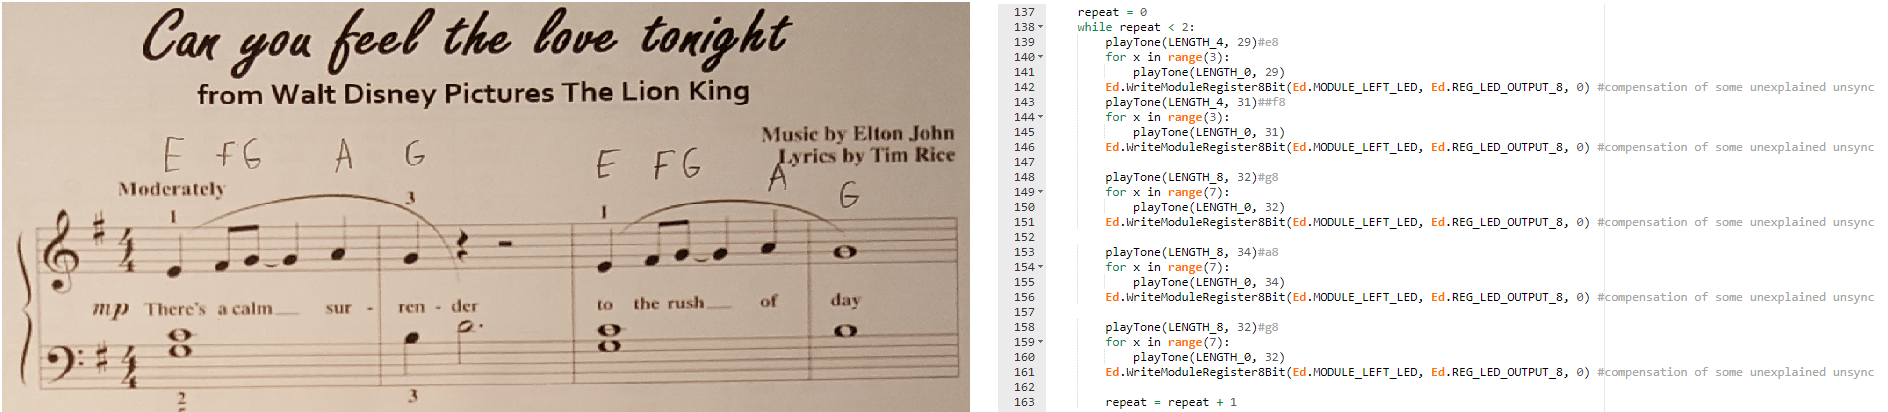 Can you feel the love tonight
from Walt Disney Pictures The Lion King
Music by Elton John
Lyrics by Tim Rice
E FG A G E FG A G
Moderately
1 3 1
4 4
mp There's a calm__ sur - ren - der to the rush__ of day
4 4
2 3
137 repeat = 0
138 while repeat < 2:
139 playTone(LENGTH_4, 29)#e8
140 for x in range(3):
141 playTone(LENGTH_0, 29)
142 Ed.WriteModuleRegister8Bit(Ed.MODULE_LEFT_LED, Ed.REG_LED_OUTPUT_8, 0) #compensation of some unexplained unsync
143 playTone(LENGTH_4, 31)##f8
144 for x in range(3):
145 playTone(LENGTH_0, 31)
146 Ed.WriteModuleRegister8Bit(Ed.MODULE_LEFT_LED, Ed.REG_LED_OUTPUT_8, 0) #compensation of some unexplained unsync
147
148 playTone(LENGTH_8, 32)#g8
149 for x in range(7):
150 playTone(LENGTH_0, 32)
151 Ed.WriteModuleRegister8Bit(Ed.MODULE_LEFT_LED, Ed.REG_LED_OUTPUT_8, 0) #compensation of some unexplained unsync
152
153 playTone(LENGTH_8, 34)#a8
154 for x in range(7):
155 playTone(LENGTH_0, 34)
156 Ed.WriteModuleRegister8Bit(Ed.MODULE_LEFT_LED, Ed.REG_LED_OUTPUT_8, 0) #compensation of some unexplained unsync
157
158 playTone(LENGTH_8, 32)#g8
159 for x in range(7):
160 playTone(LENGTH_0, 32)
161 Ed.WriteModuleRegister8Bit(Ed.MODULE_LEFT_LED, Ed.REG_LED_OUTPUT_8, 0) #compensation of some unexplained unsync
162
163 repeat = repeat + 1